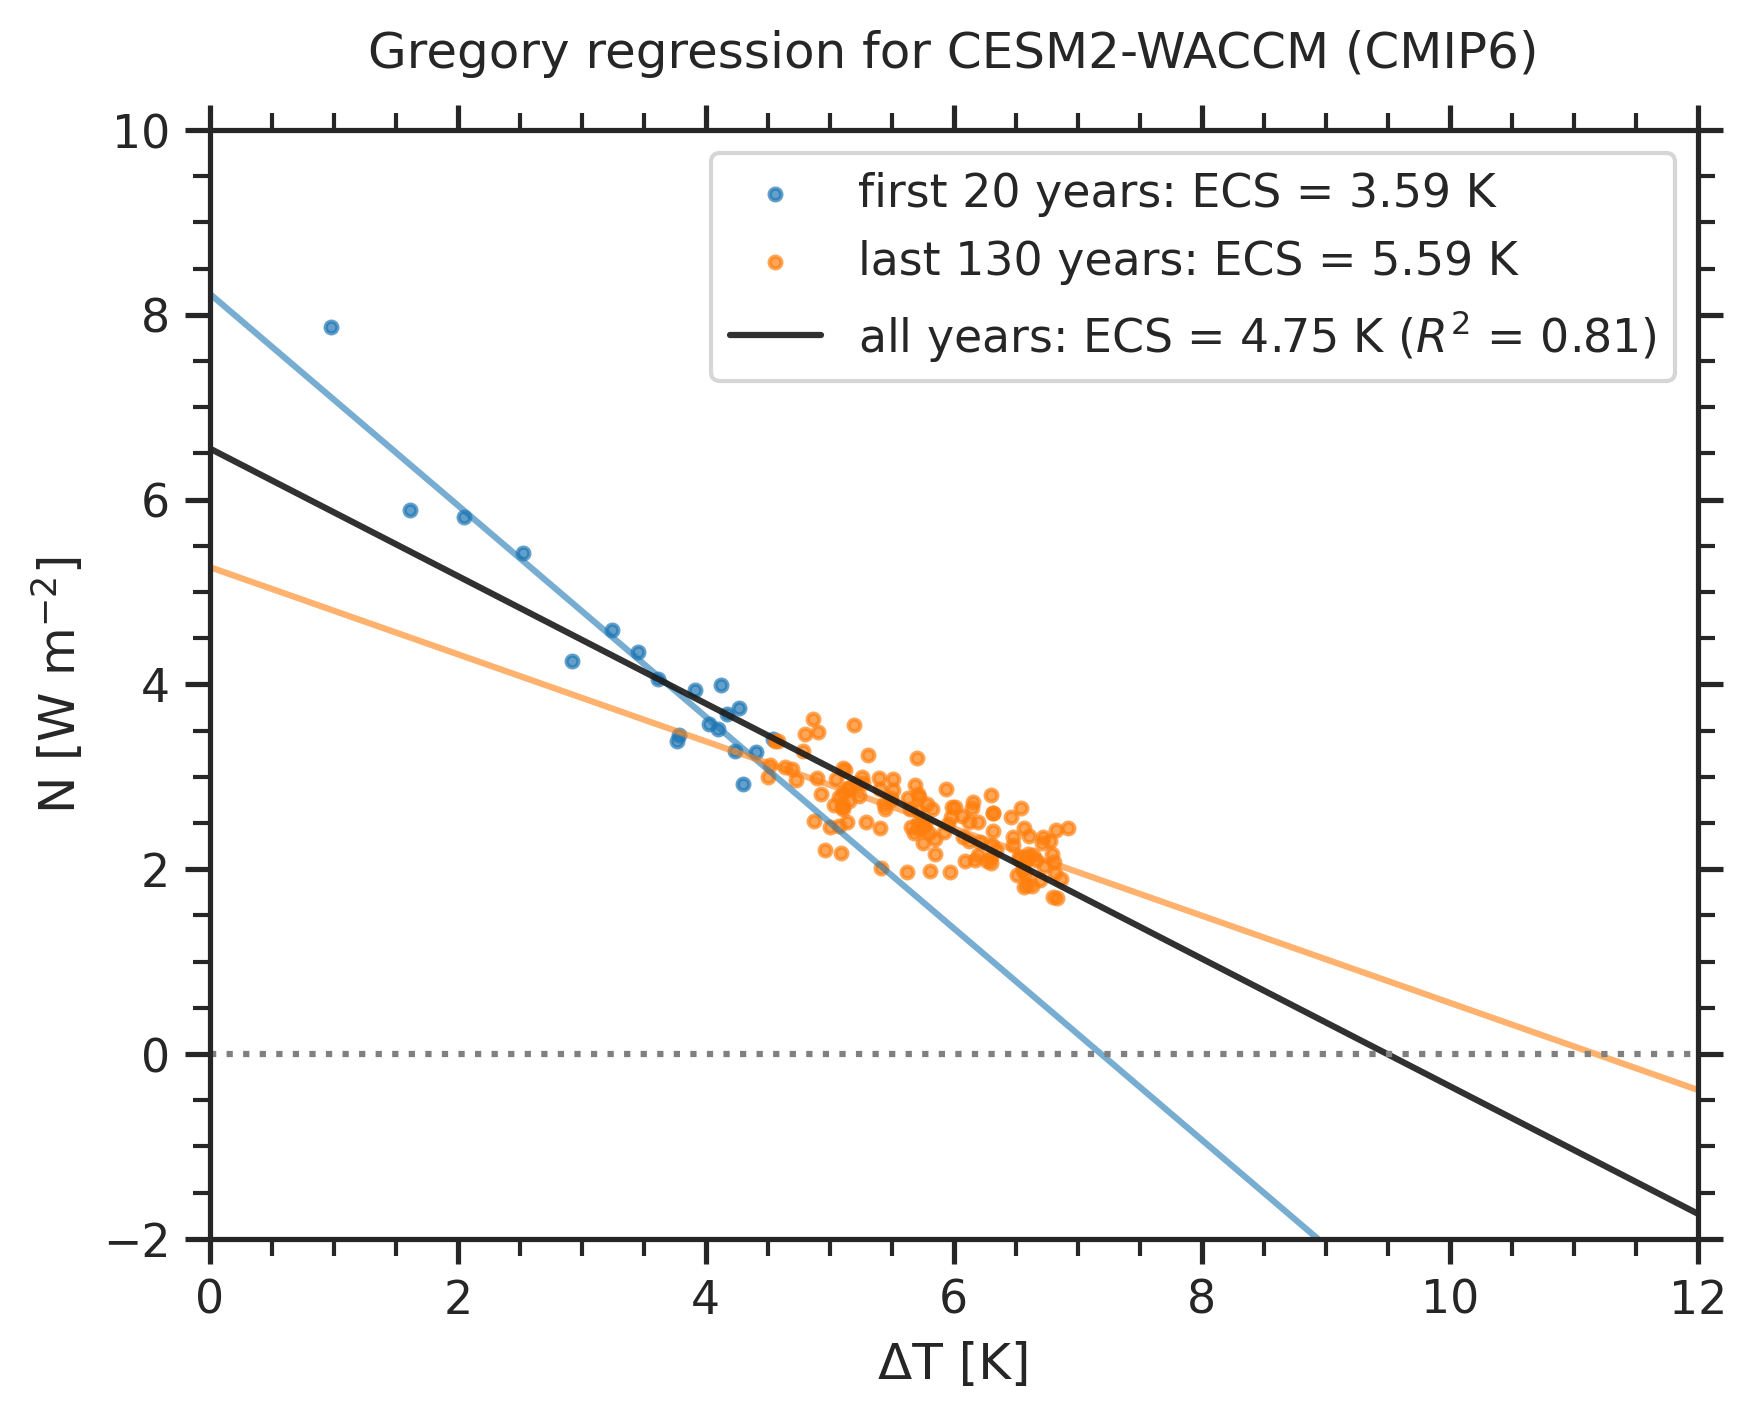 Gregory regression for CESM2-WACCM (CMIP6)
first 20 years: ECS = 3.59 K
last 130 years: ECS = 5.59 K
all years: ECS = 4.75 K (R² = 0.81)
10
8
6
4
2
0
−2
N [W m⁻²]
0 2 4 6 8 10 12
ΔT [K]